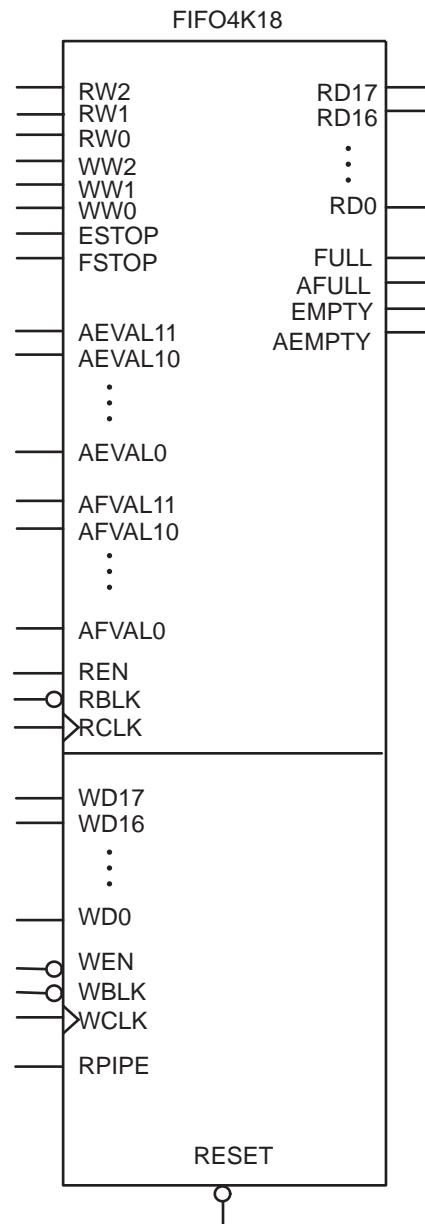 FIFO4K18
RW2
RW1
RW0
WW2
WW1
WW0
ESTOP
FSTOP
AEVAL11
AEVAL10
AEVAL0
AFVAL11
AFVAL10
AFVAL0
REN
RBLK
RCLK
RD17
RD16
RD0
FULL
AFULL
EMPTY
AEMPTY
WD17
WD16
WD0
WEN
WBLK
WCLK
RPIPE
RESET